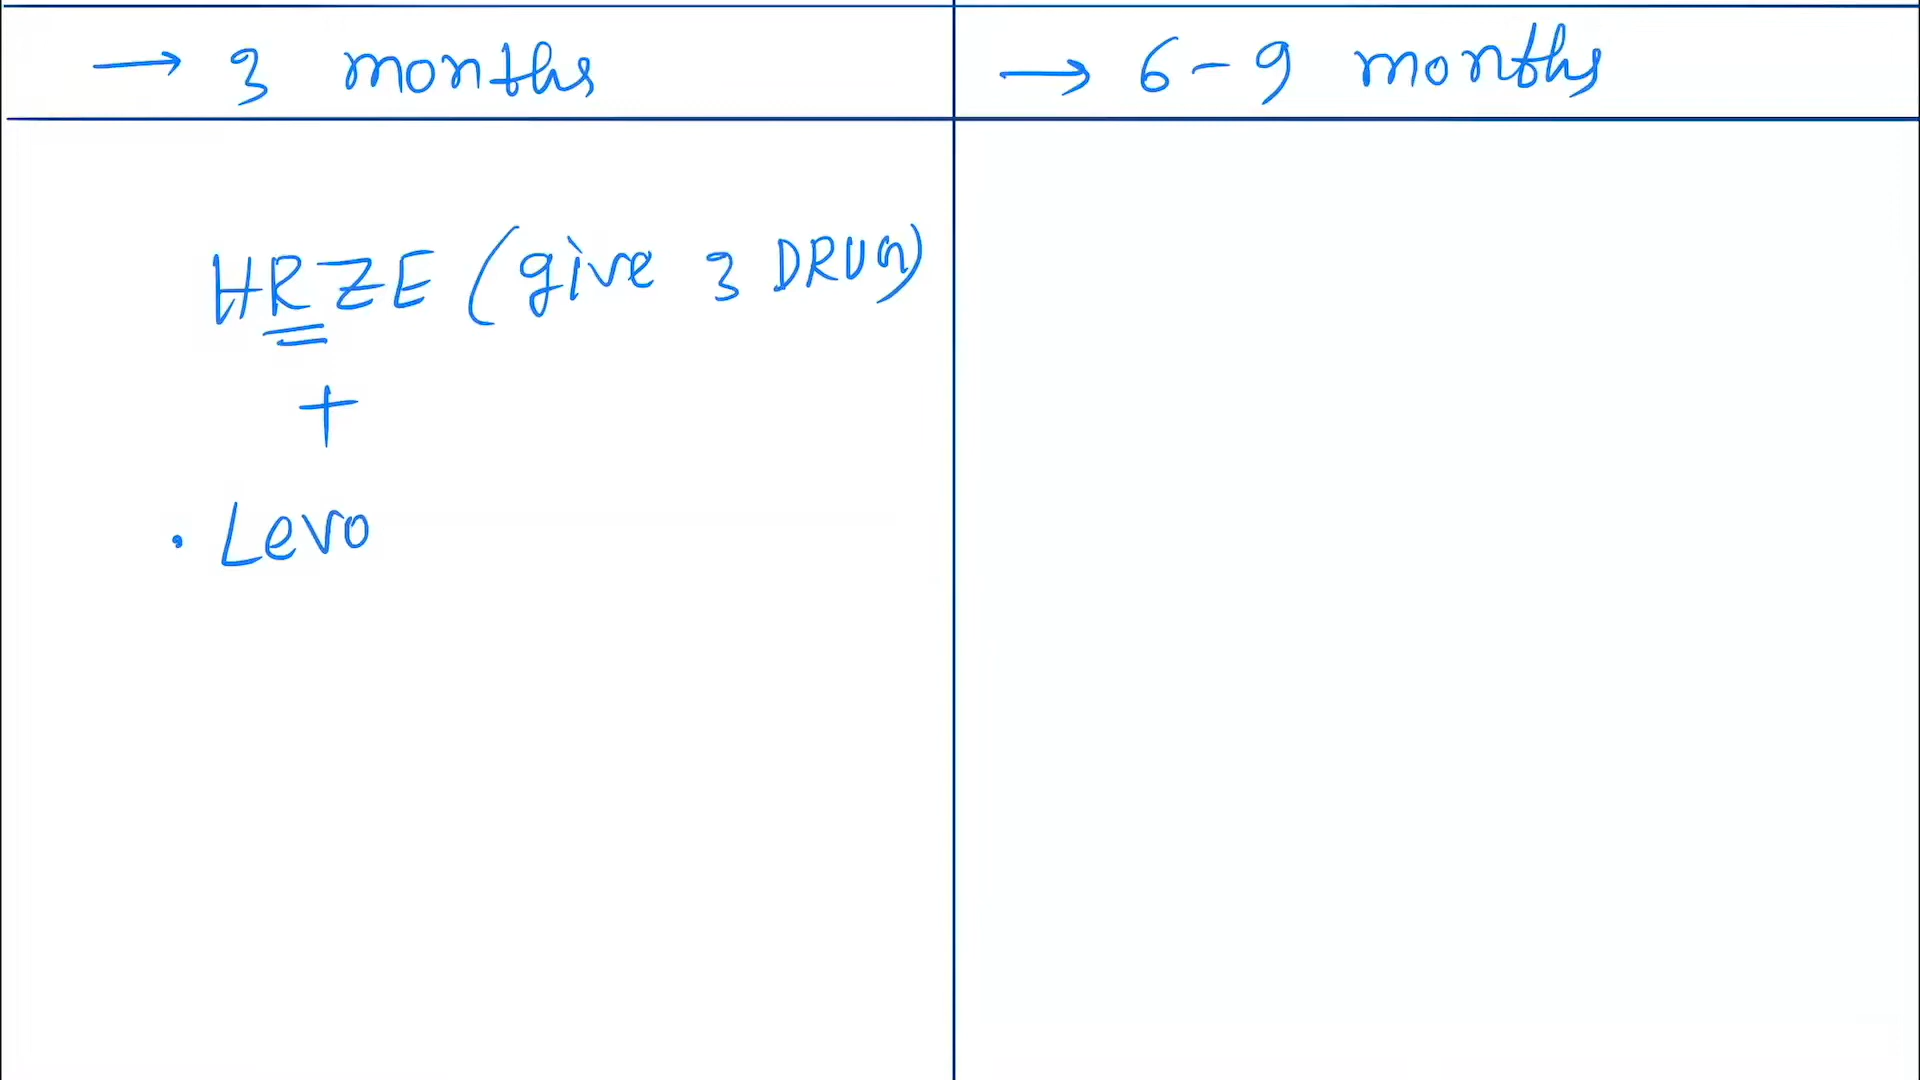 → 3 months
→ 6-9 months
HRZE (give 3 DRUG)
+
• Levo